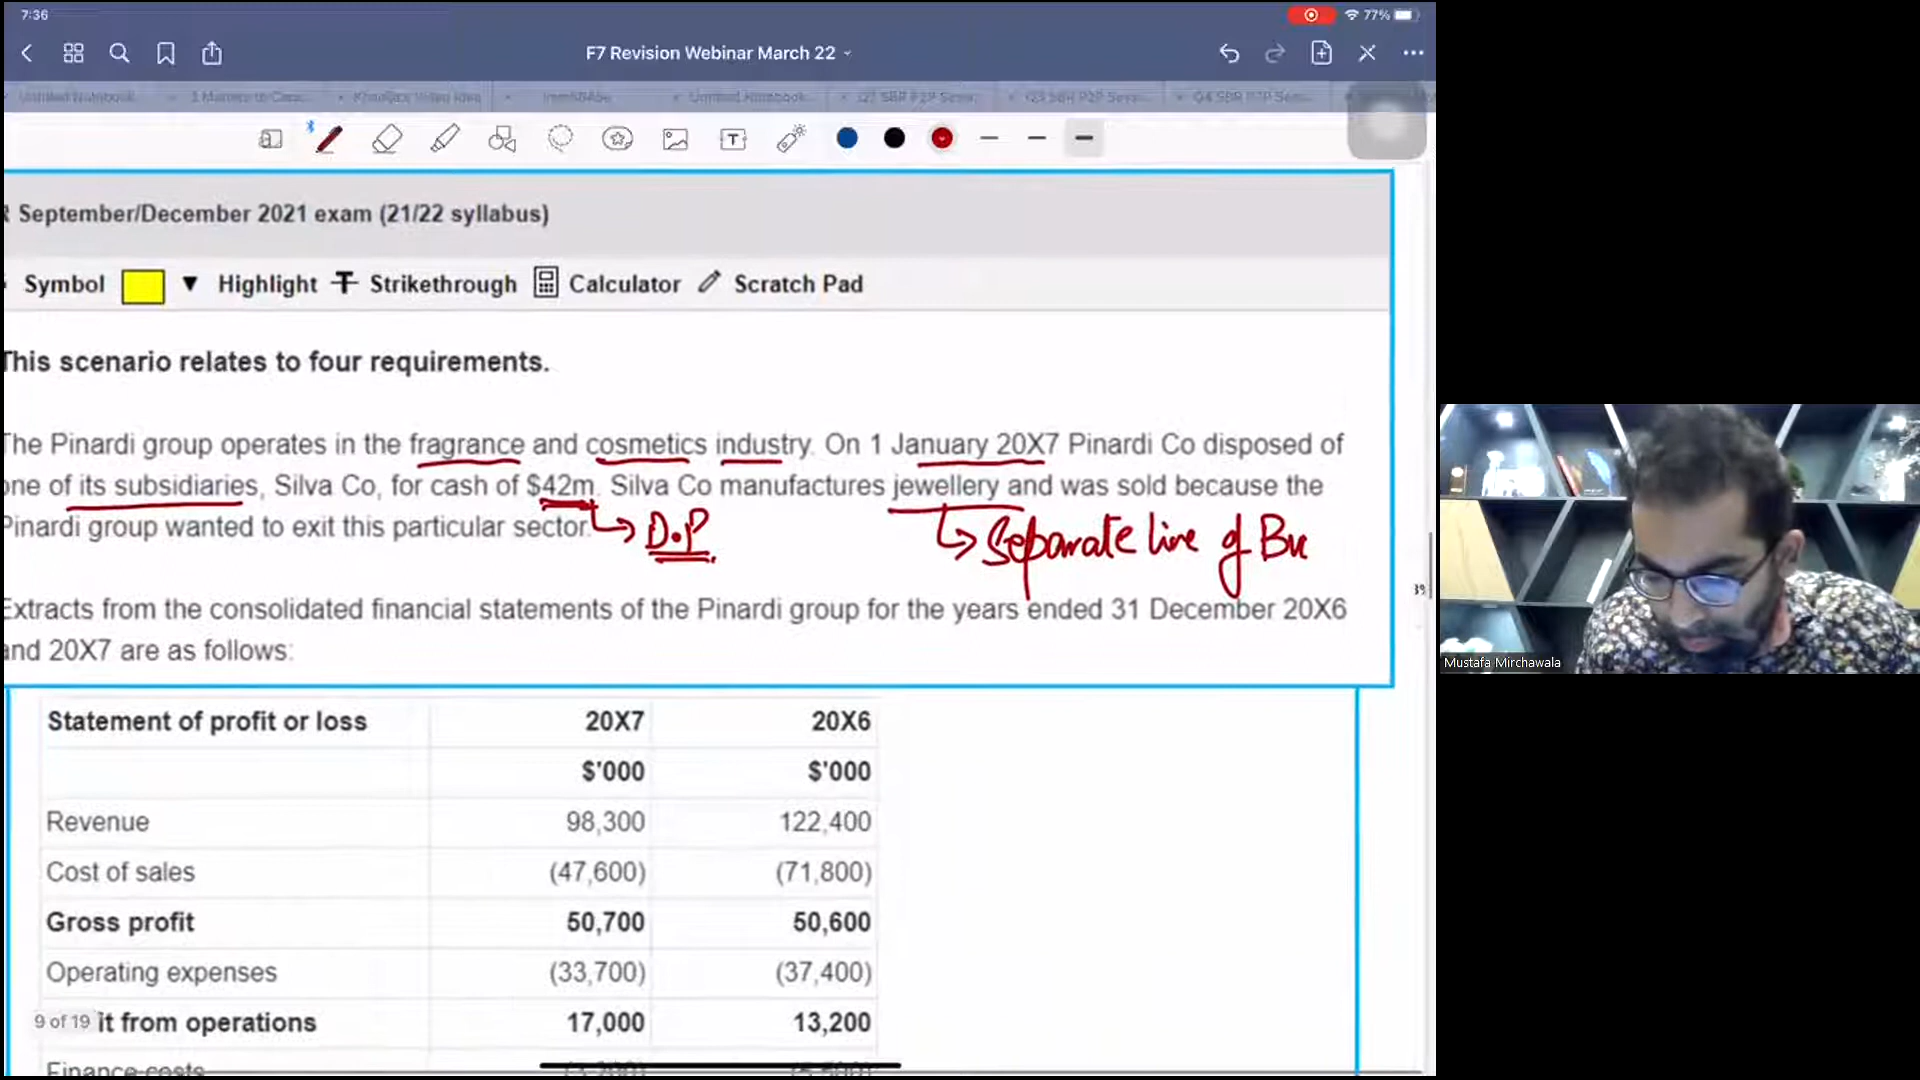 7:36
77%
F7 Revision Webinar March 22
September/December 2021 exam (21/22 syllabus)
Symbol Highlight Strikethrough Calculator Scratch Pad
This scenario relates to four requirements.
The Pinardi group operates in the fragrance and cosmetics industry. On 1 January 20X7 Pinardi Co disposed of
one of its subsidiaries, Silva Co, for cash of $42m. Silva Co manufactures jewellery and was sold because the
Pinardi group wanted to exit this particular sector.
D.P
Separate line of Bu
Extracts from the consolidated financial statements of the Pinardi group for the years ended 31 December 20X6
and 20X7 are as follows:
Statement of profit or loss 20X7 20X6
$'000 $'000
Revenue 98,300 122,400
Cost of sales (47,600) (71,800)
Gross profit 50,700 50,600
Operating expenses (33,700) (37,400)
9 of 19 it from operations 17,000 13,200
Finance costs
Mustafa Mirchawala